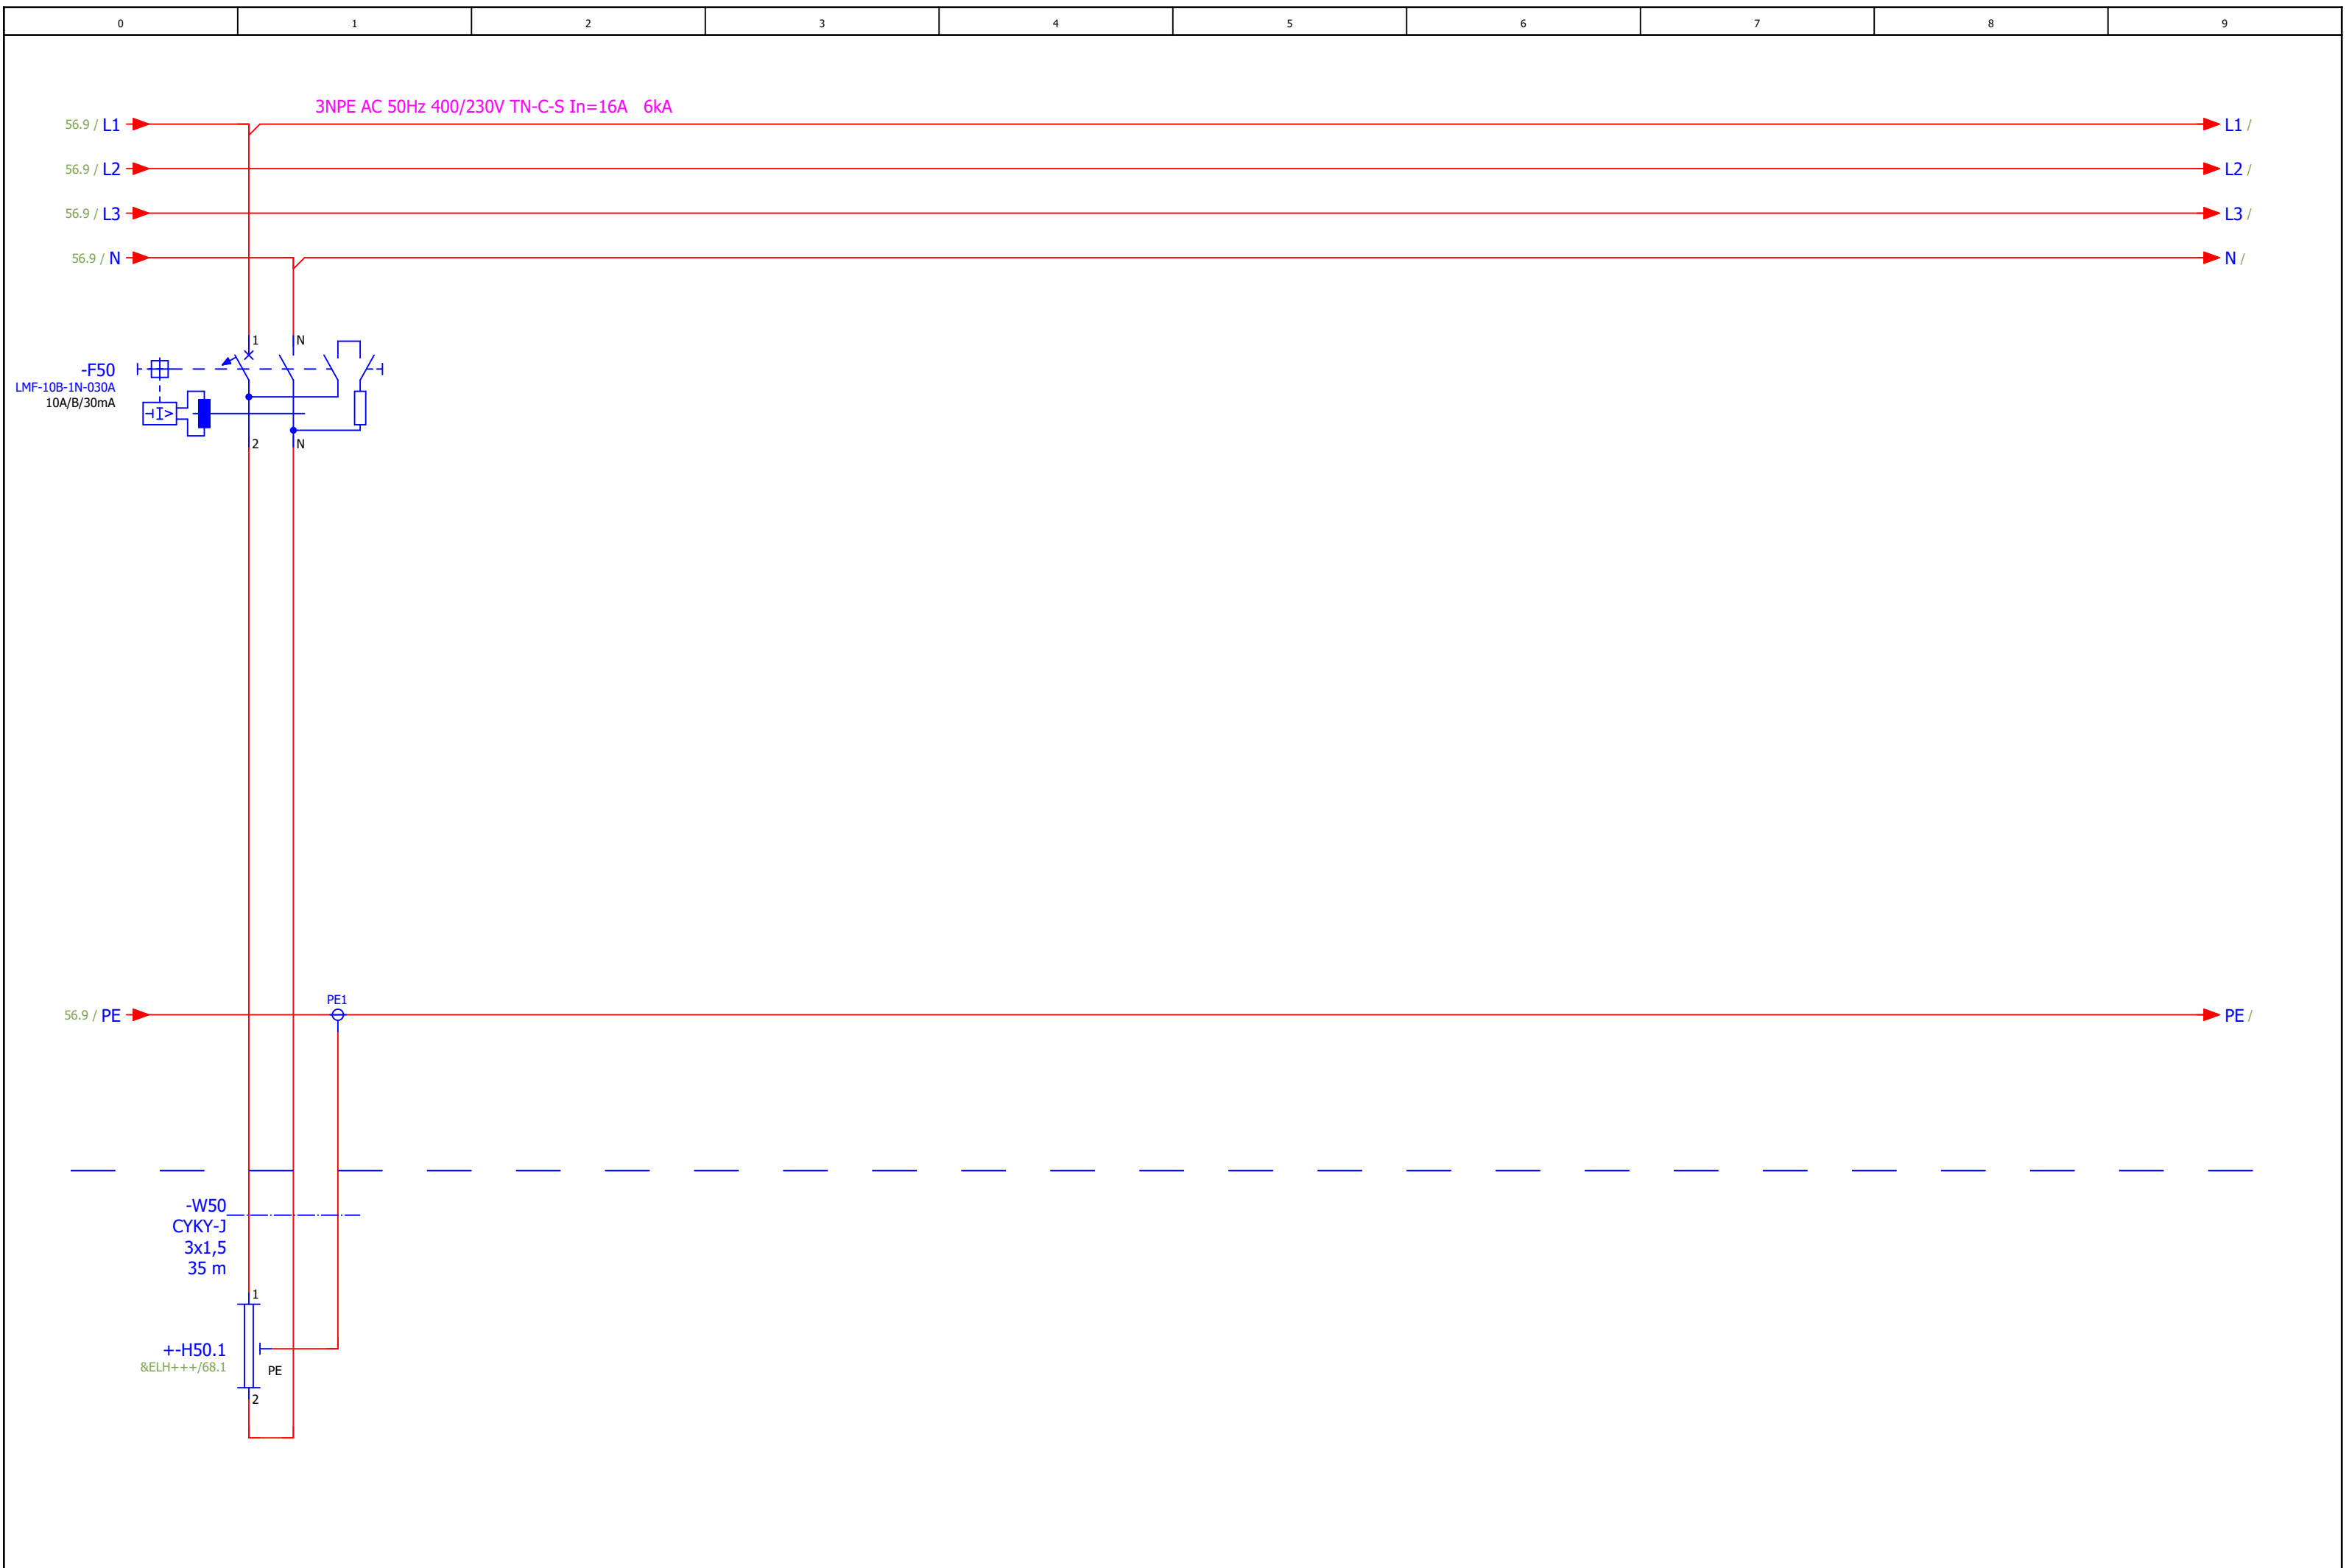 0 1 2 3 4 5 6 7 8 9
3NPE AC 50Hz 400/230V TN-C-S In=16A 6kA
56.9 / L1 L1 /
56.9 / L2 L2 /
56.9 / L3 L3 /
56.9 / N N /
1 N
-F50
LMF-10B-1N-030A
10A/B/30mA
I>
2 N
PE1
56.9 / PE PE /
-W50
CYKY-J
3x1,5
35 m
1
+-H50.1
&ELH+++/68.1
PE
2